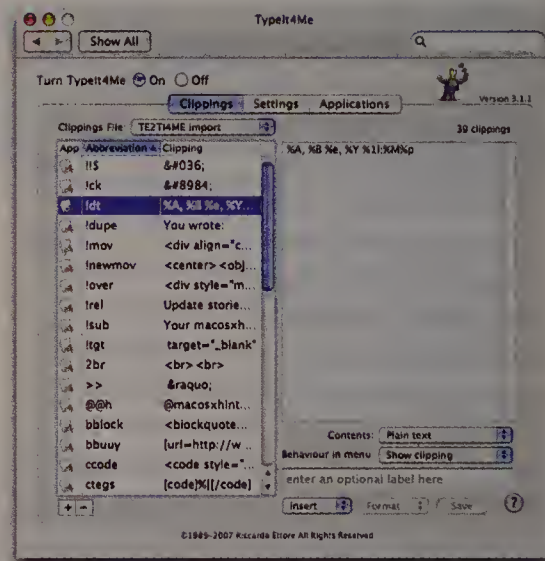 TypeIt4Me
Show All
Turn TypeIt4Me On Off
Version 3.1.1
Clippings Settings Applications
Clippings File: TE2TI4ME import
39 clippings
App Abbreviation Clipping
!!$ &#036;
!ck &#8984;
!dt %A, %B %e, %Y...
!dupe You wrote:
!mov <div align="c...
!newmov <center> <obj...
!over <div style="m...
!rel Update storie...
!sub Your macosxh...
!tgt target="_blank"
2br <br> <br>
>> &raquo;
@@h @macosxhint...
bblock <blockquote...
bbuuy [url=http://w...
ccode <code style="...
ctegs [code]%|[/code]
%A, %B %e, %Y %1I:%M%p
Contents: Plain text
Behaviour in menu Show clipping
enter an optional label here
+ - Insert Format Save ?
©1989-2007 Riccardo Ettore All Rights Reserved